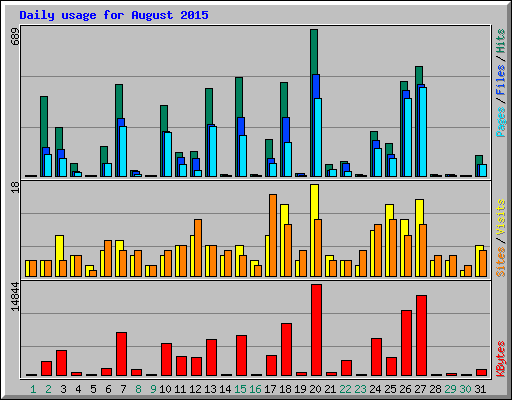 Daily usage for August 2015
689
Pages / Files / Hits
18
Sites / Visits
14844
KBytes
1 2 3 4 5 6 7 8 9 10 11 12 13 14 15 16 17 18 19 20 21 22 23 24 25 26 27 28 29 30 31